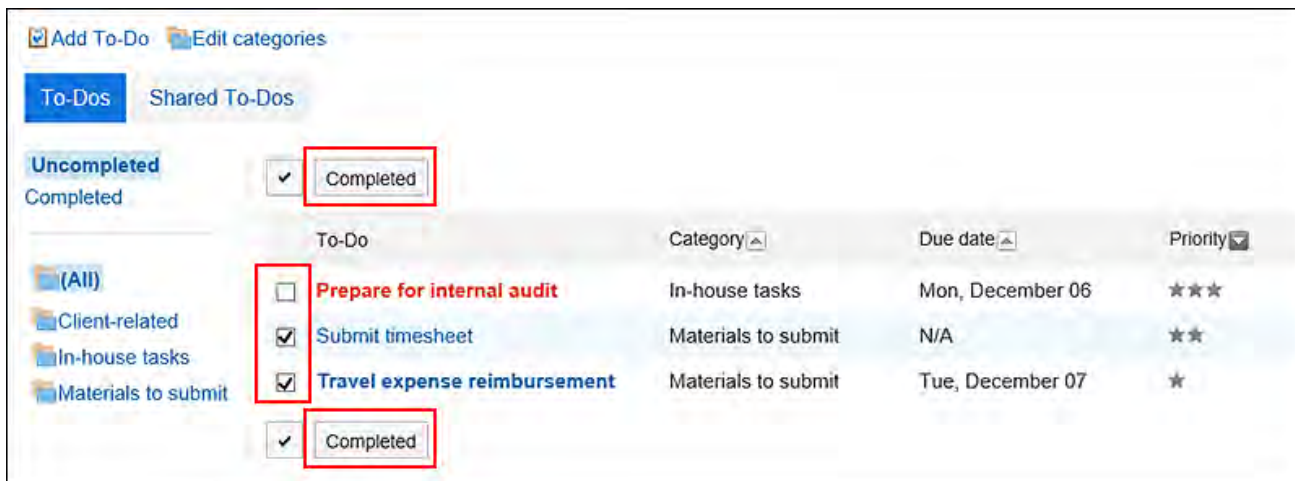 Add To-Do Edit categories
To-Dos Shared To-Dos
Uncompleted
Completed
(All)
Client-related
In-house tasks
Materials to submit
Completed
To-Do Category Due date Priority
Prepare for internal audit In-house tasks Mon, December 06 ★★★
Submit timesheet Materials to submit N/A ★★
Travel expense reimbursement Materials to submit Tue, December 07 ★
Completed